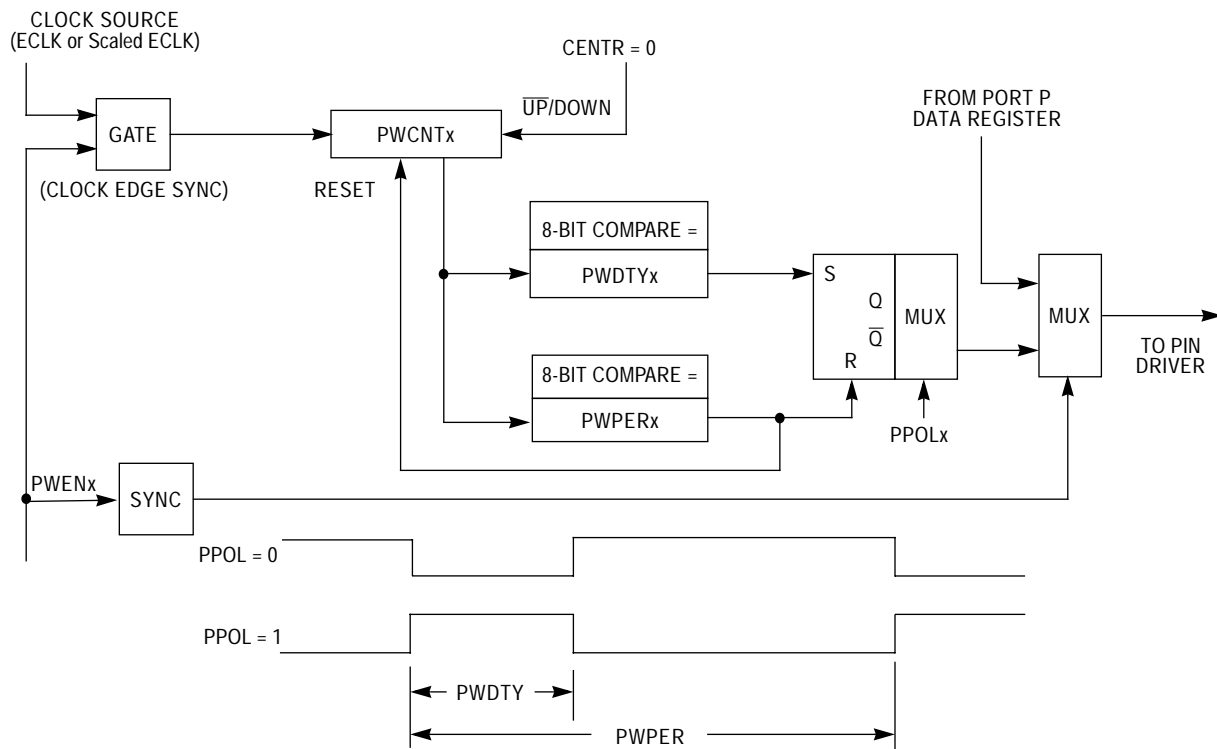 CLOCK SOURCE
(ECLK or Scaled ECLK)
CENTR = 0
U̅P̅/DOWN
FROM PORT P
DATA REGISTER
GATE
PWCNTx
(CLOCK EDGE SYNC)
RESET
8-BIT COMPARE =
PWDTYx
S
Q
Q̅
R
MUX
MUX
TO PIN
DRIVER
8-BIT COMPARE =
PWPERx
PPOLx
PWENx
SYNC
PPOL = 0
PPOL = 1
PWDTY
PWPER